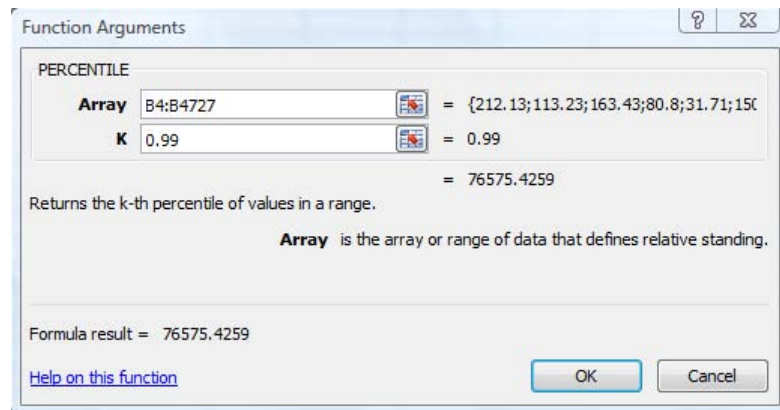 Function Arguments
PERCENTILE
Array B4:B4727 = {212.13;113.23;163.43;80.8;31.71;150
K 0.99 = 0.99
= 76575.4259
Returns the k-th percentile of values in a range.
Array is the array or range of data that defines relative standing.
Formula result = 76575.4259
Help on this function OK Cancel